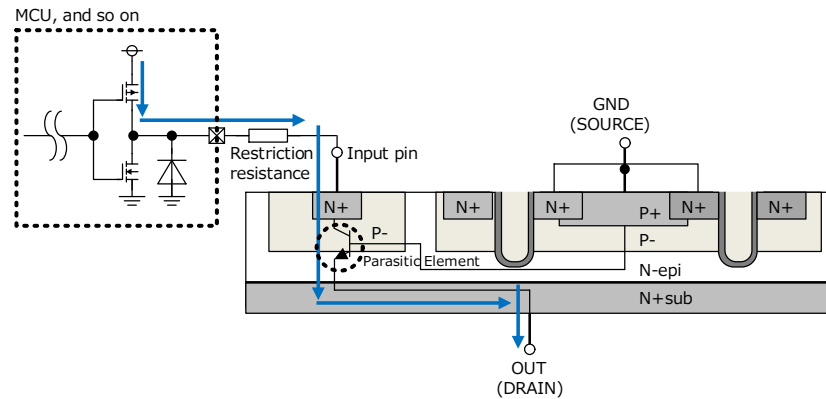 MCU, and so on
GND
(SOURCE)
Restriction
resistance
Input pin
N+
N+
N+
P+
N+
N+
P-
P-
Parasitic Element
N-epi
N+sub
OUT
(DRAIN)